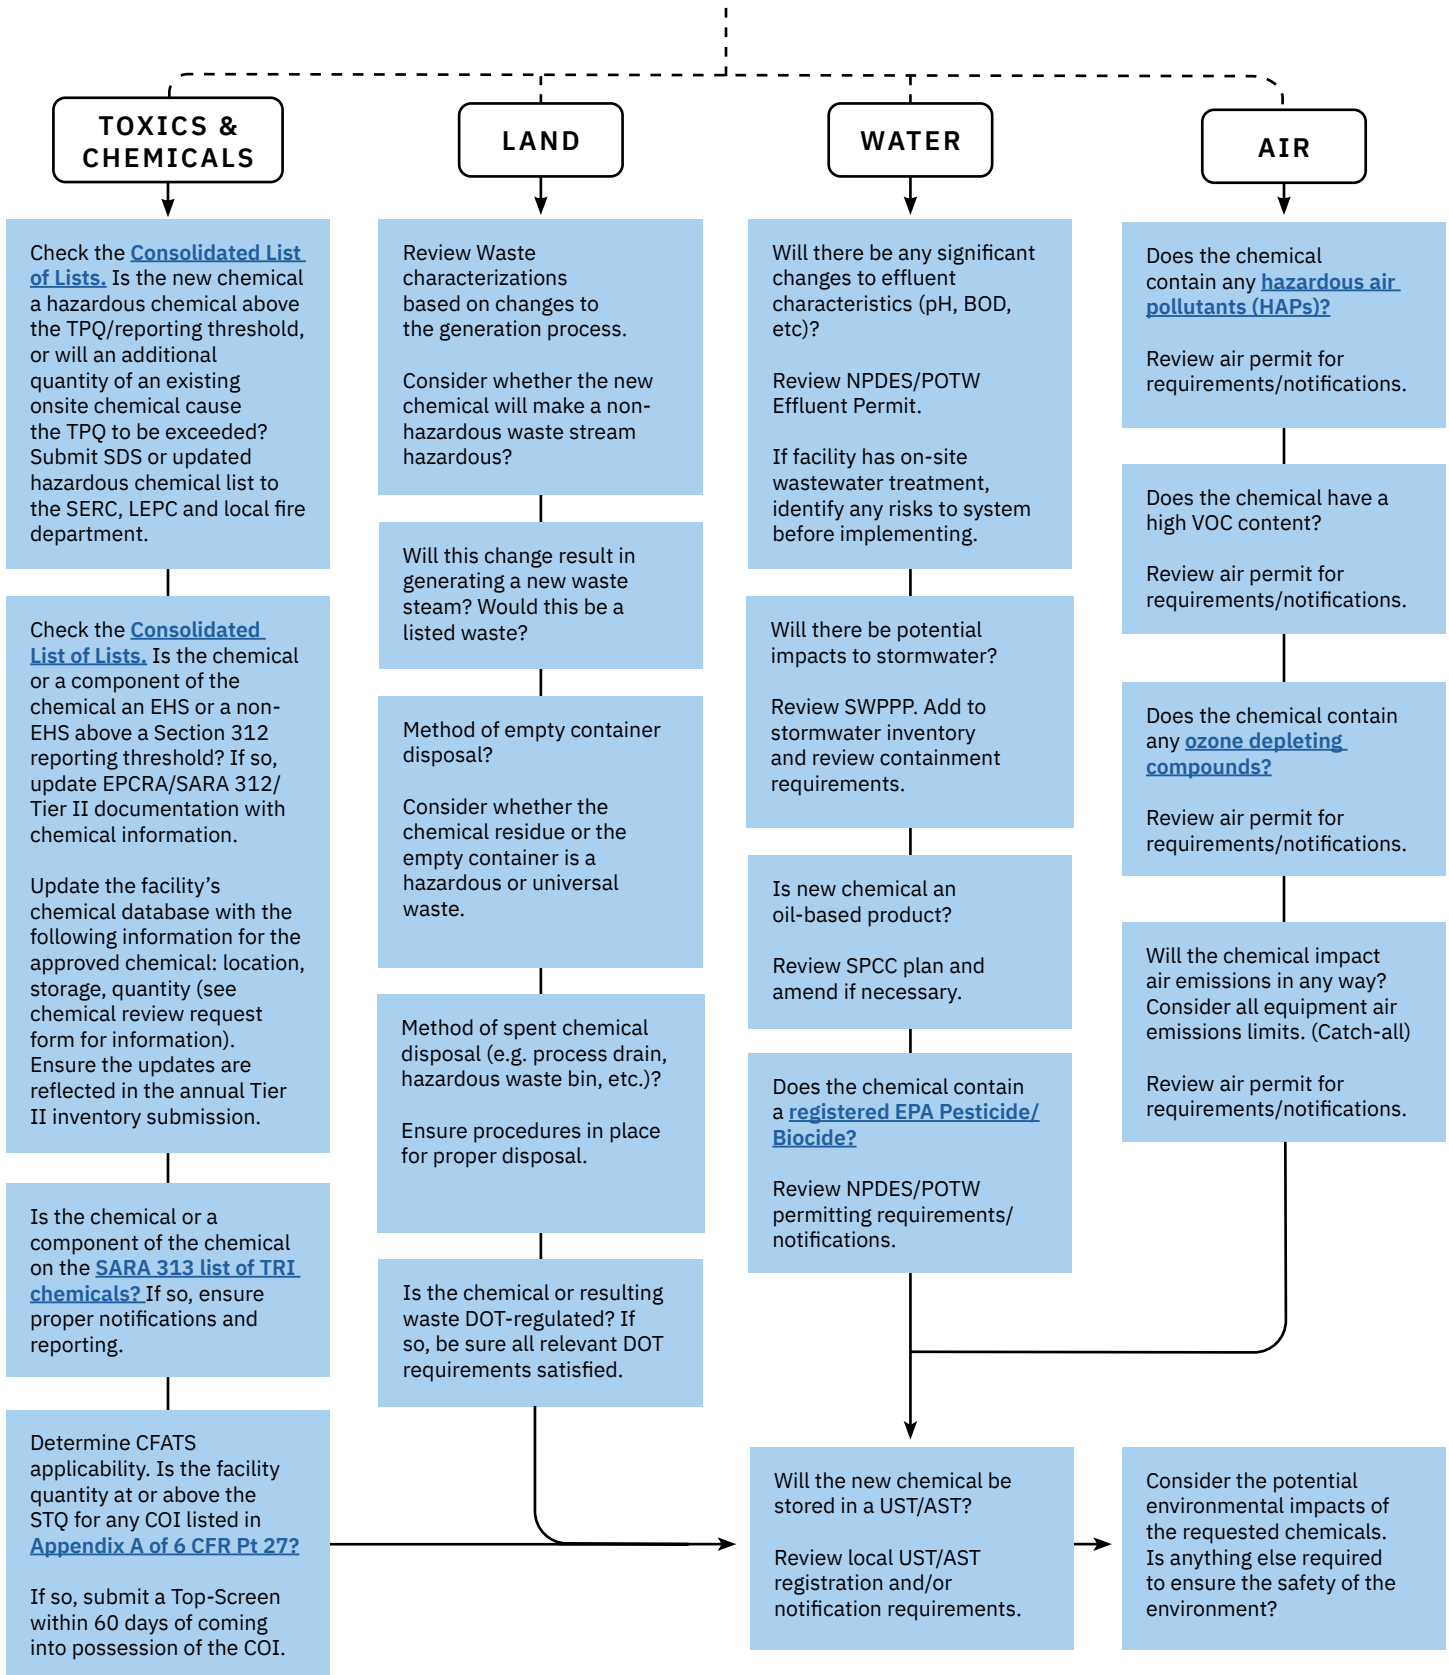 TOXICS &
CHEMICALS
Check the Consolidated List
of Lists. Is the new chemical
a hazardous chemical above
the TPQ/reporting threshold,
or will an additional
quantity of an existing
onsite chemical cause
the TPQ to be exceeded?
Submit SDS or updated
hazardous chemical list to
the SERC, LEPC and local fire
department.
Check the Consolidated
List of Lists. Is the chemical
or a component of the
chemical an EHS or a non-
EHS above a Section 312
reporting threshold? If so,
update EPCRA/SARA 312/
Tier II documentation with
chemical information.
Update the facility's
chemical database with the
following information for the
approved chemical: location,
storage, quantity (see
chemical review request
form for information).
Ensure the updates are
reflected in the annual Tier
II inventory submission.
Is the chemical or a
component of the chemical
on the SARA 313 list of TRI
chemicals? If so, ensure
proper notifications and
reporting.
Determine CFATS
applicability. Is the facility
quantity at or above the
STQ for any COI listed in
Appendix A of 6 CFR Pt 27?
If so, submit a Top-Screen
within 60 days of coming
into possession of the COI.
LAND
Review Waste
characterizations
based on changes to
the generation process.
Consider whether the new
chemical will make a non-
hazardous waste stream
hazardous?
Will this change result in
generating a new waste
steam? Would this be a
listed waste?
Method of empty container
disposal?
Consider whether the
chemical residue or the
empty container is a
hazardous or universal
waste.
Method of spent chemical
disposal (e.g. process drain,
hazardous waste bin, etc.)?
Ensure procedures in place
for proper disposal.
Is the chemical or resulting
waste DOT-regulated? If
so, be sure all relevant DOT
requirements satisfied.
WATER
Will there be any significant
changes to effluent
characteristics (pH, BOD,
etc)?
Review NPDES/POTW
Effluent Permit.
If facility has on-site
wastewater treatment,
identify any risks to system
before implementing.
Will there be potential
impacts to stormwater?
Review SWPPP. Add to
stormwater inventory
and review containment
requirements.
Is new chemical an
oil-based product?
Review SPCC plan and
amend if necessary.
Does the chemical contain
a registered EPA Pesticide/
Biocide?
Review NPDES/POTW
permitting requirements/
notifications.
AIR
Does the chemical
contain any hazardous air
pollutants (HAPs)?
Review air permit for
requirements/notifications.
Does the chemical have a
high VOC content?
Review air permit for
requirements/notifications.
Does the chemical contain
any ozone depleting
compounds?
Review air permit for
requirements/notifications.
Will the chemical impact
air emissions in any way?
Consider all equipment air
emissions limits. (Catch-all)
Review air permit for
requirements/notifications.
Will the new chemical be
stored in a UST/AST?
Review local UST/AST
registration and/or
notification requirements.
Consider the potential
environmental impacts of
the requested chemicals.
Is anything else required
to ensure the safety of the
environment?